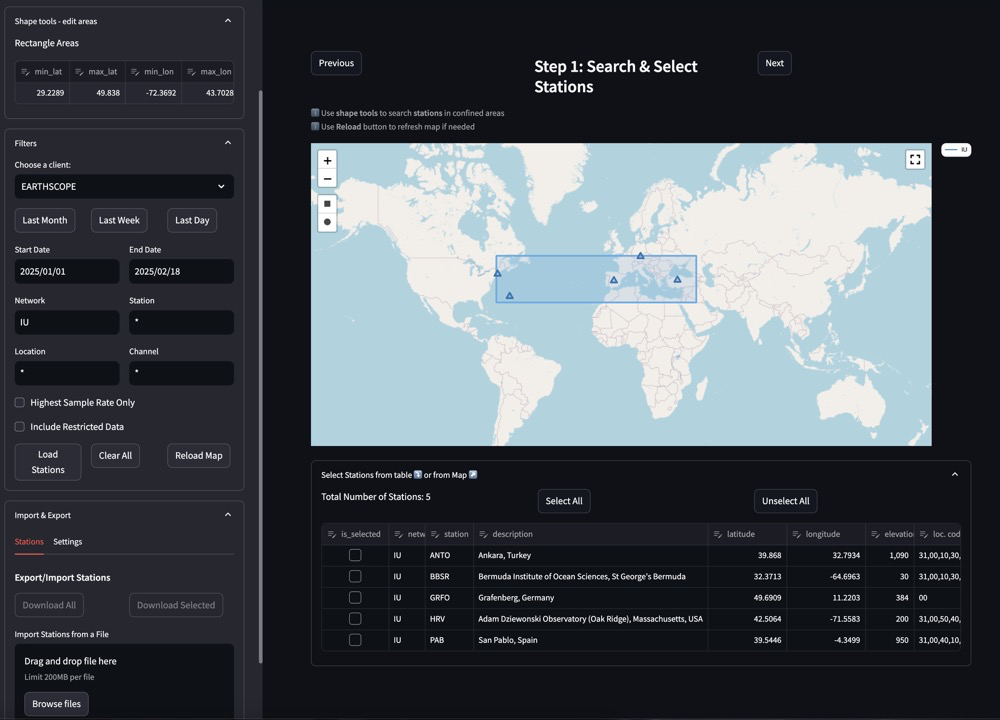 Shape tools - edit areas
Rectangle Areas
min_lat max_lat min_lon max_lon
29.2289 49.838 -72.3692 43.7028
Filters
Choose a client:
EARTHSCOPE
Last Month Last Week Last Day
Start Date End Date
2025/01/01 2025/02/18
Network Station
IU *
Location Channel
* *
Highest Sample Rate Only
Include Restricted Data
Load Stations Clear All Reload Map
Import & Export
Stations Settings
Export/Import Stations
Download All Download Selected
Import Stations from a File
Drag and drop file here
Limit 200MB per file
Browse files
Previous
Step 1: Search & Select
Stations
Next
Use shape tools to search stations in confined areas
Use Reload button to refresh map if needed
+
−
IU
Select Stations from table or from Map
Total Number of Stations: 5 Select All Unselect All
is_selected netw station description latitude longitude elevatio loc. cod
IU ANTO Ankara, Turkey 39.868 32.7934 1,090 31,00,10,30,
IU BBSR Bermuda Institute of Ocean Sciences, St George's Bermuda 32.3713 -64.6963 30 31,00,10,30,
IU GRFO Grafenberg, Germany 49.6909 11.2203 384 00
IU HRV Adam Dziewonski Observatory (Oak Ridge), Massachusetts, USA 42.5064 -71.5583 200 31,00,50,40,
IU PAB San Pablo, Spain 39.5446 -4.3499 950 31,00,40,10,